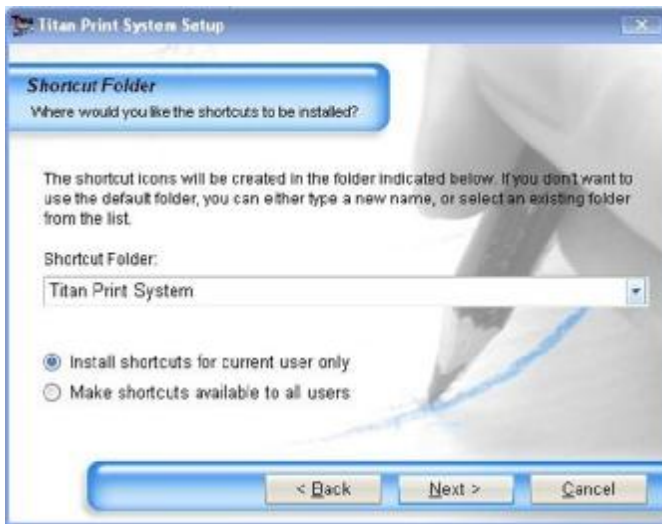 Titan Print System Setup
Shortcut Folder
Where would you like the shortcuts to be installed?
The shortcut icons will be created in the folder indicated below. If you don't want to
use the default folder, you can either type a new name, or select an existing folder
from the list.
Shortcut Folder:
Titan Print System
Install shortcuts for current user only
Make shortcuts available to all users
< Back
Next >
Cancel